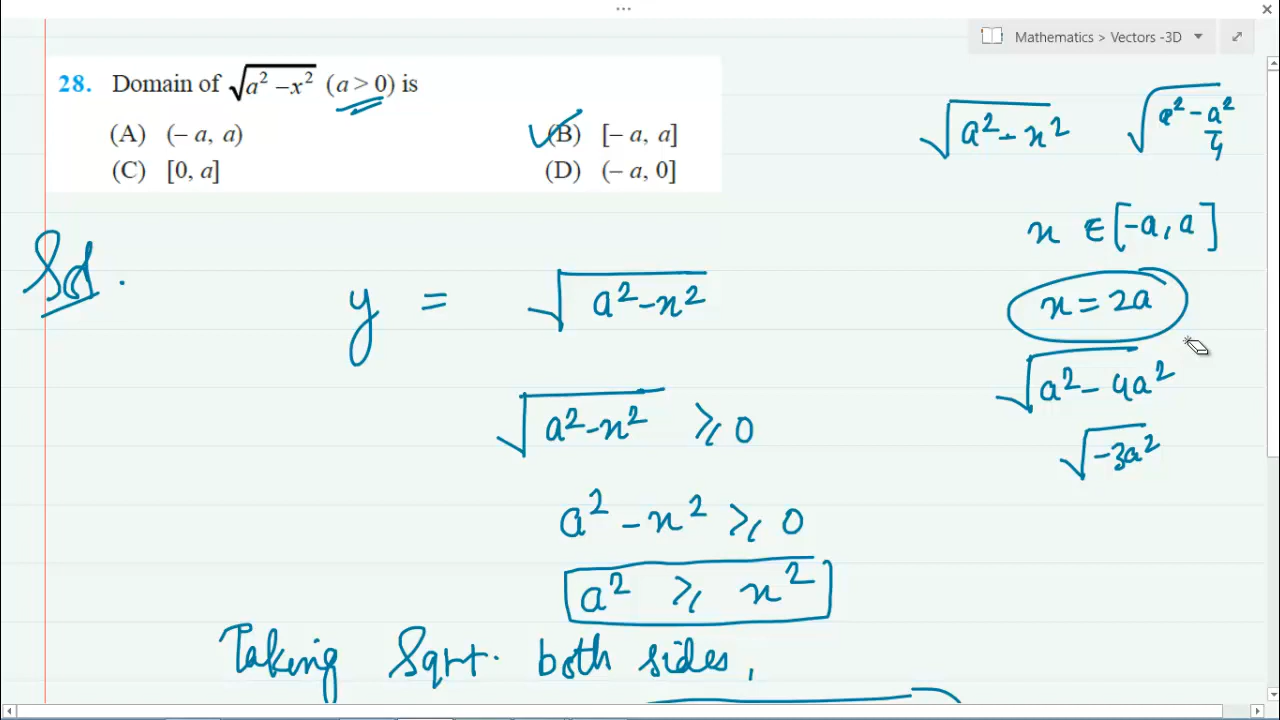 Mathematics > Vectors -3D
28. Domain of √(a² – x²) (a > 0) is
(A) (– a, a) (B) [– a, a]
(C) [0, a] (D) (– a, 0]
√(a² – x²) √(a² – a²/4)
x ∈ [-a, a]
Sol.
y = √(a² – x²)
x = 2a
√(a² – 4a²)
√(a² – x²) ⩾ 0
√(-3a²)
a² – x² ⩾ 0
a² ⩾ x²
Taking Sqrt. both sides,